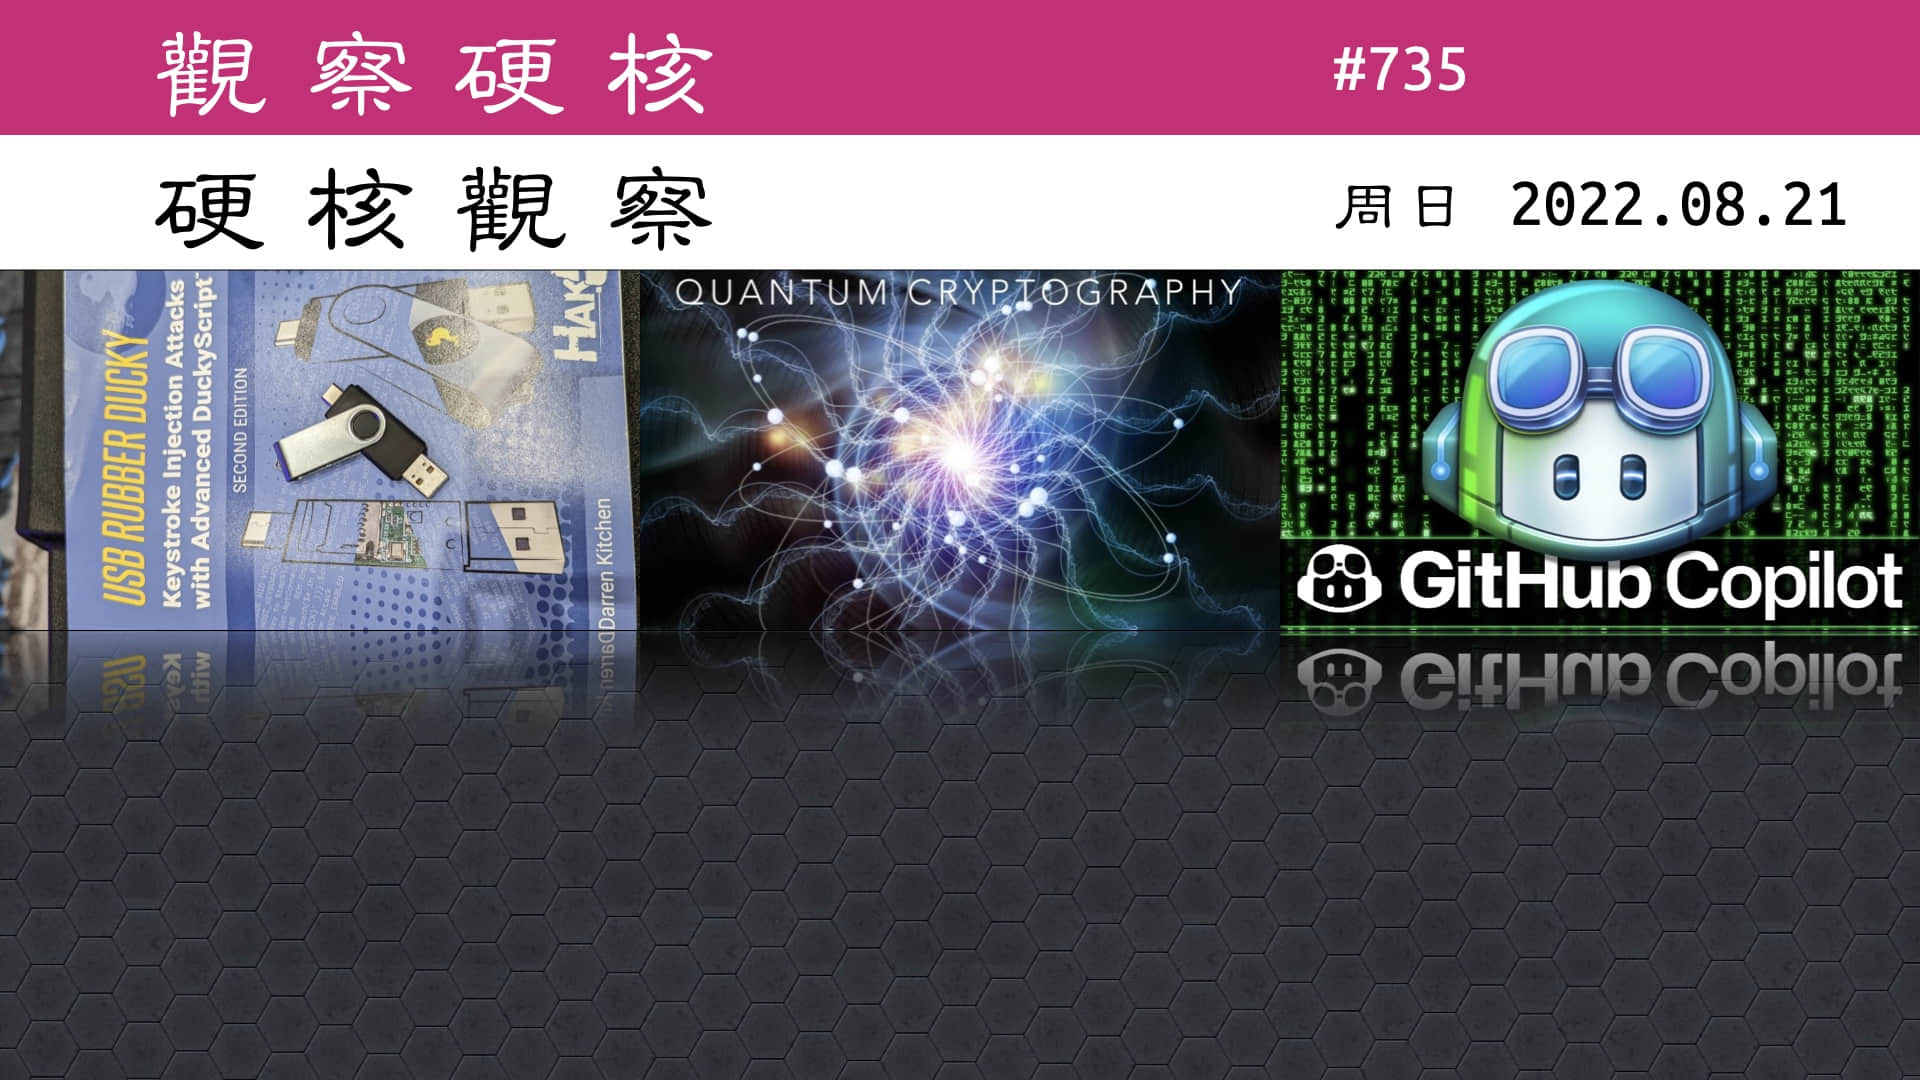 觀察硬核
#735
硬核觀察
周日 2022.08.21
USB RUBBER DUCKY
Keystroke Injection Attacks
with Advanced DuckyScript
SECOND EDITION
HAK5
Darren Kitchen
QUANTUM CRYPTOGRAPHY
GitHub Copilot